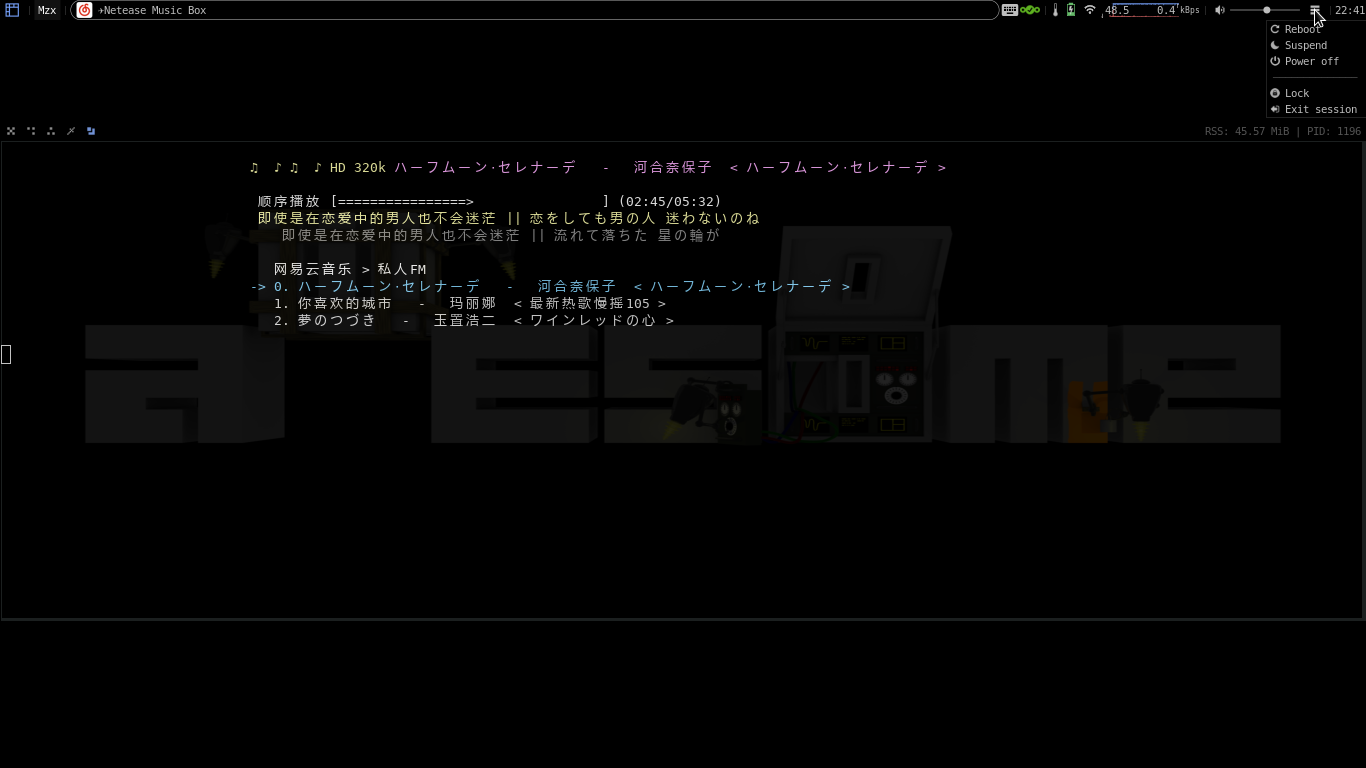 Mzx ✈Netease Music Box 48.5 0.4 kBps 22:41
Reboot
Suspend
Power off
Lock
Exit session
RSS: 45.57 MiB | PID: 1196
♫ ♪ ♫ ♪ HD 320k ハーフムーン·セレナーデ - 河合奈保子 < ハーフムーン·セレナーデ >
顺序播放 [================> ] (02:45/05:32)
即使是在恋爱中的男人也不会迷茫 || 恋をしても男の人 迷わないのね
即使是在恋爱中的男人也不会迷茫 || 流れて落ちた 星の輪が
网易云音乐 > 私人FM
-> 0. ハーフムーン·セレナーデ - 河合奈保子 < ハーフムーン·セレナーデ >
1. 你喜欢的城市 - 玛丽娜 < 最新热歌慢摇105 >
2. 夢のつづき - 玉置浩二 < ワインレッドの心 >
awesome